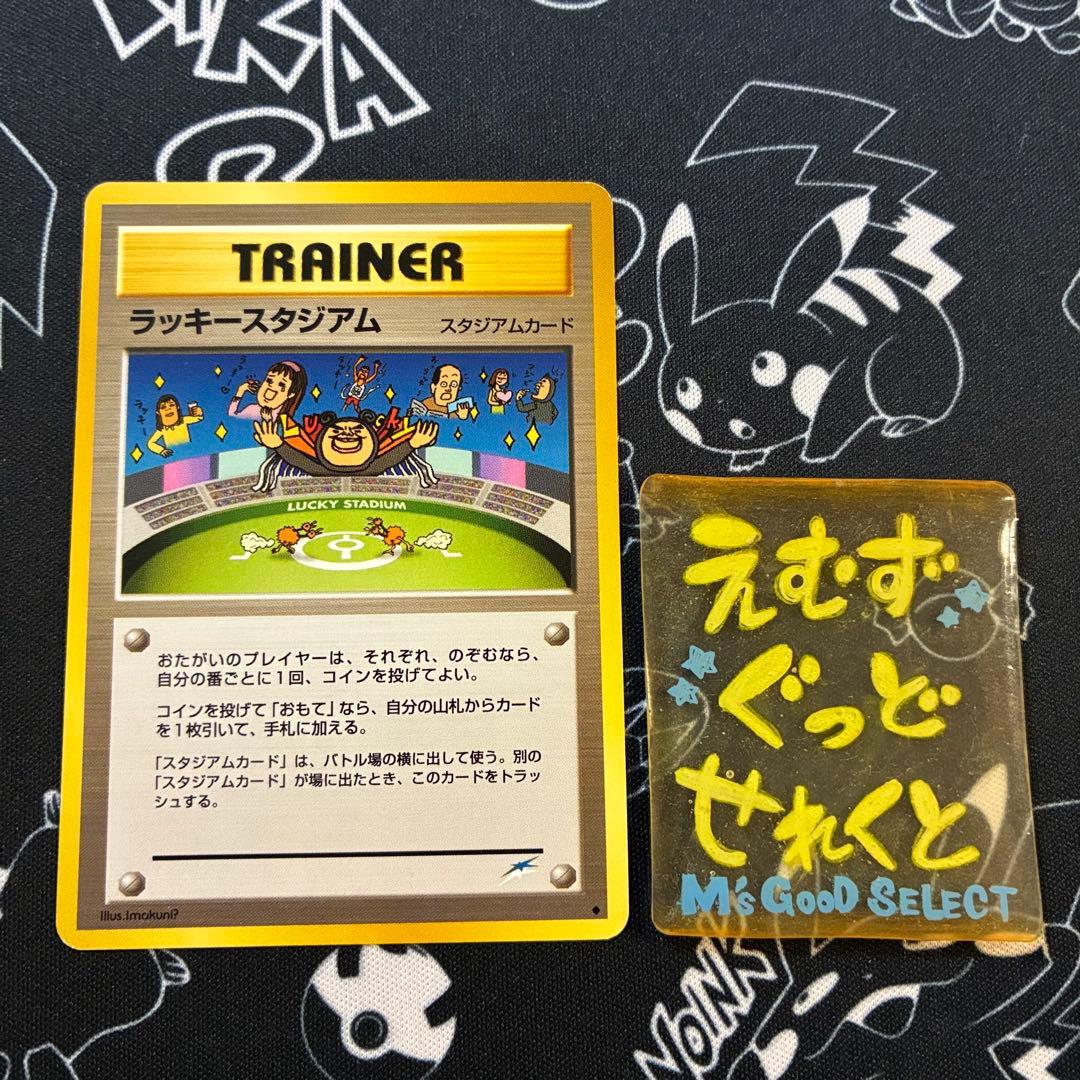 IKA
TRAINER
ラッキースタジアム
スタジアムカード
ラッキー
LUCKY STADIUM
おたがいのプレイヤーは、それぞれ、のぞむなら、
自分の番ごとに1回、コインを投げてよい。
コインを投げて「おもて」なら、自分の山札からカード
を1枚引いて、手札に加える。
「スタジアムカード」は、バトル場の横に出して使う。別の
「スタジアムカード」が場に出たとき、このカードをトラッ
シュする。
Illus.Imakuni?
えむず
ぐっど
せれくと
M's GooD SELECT
OINK